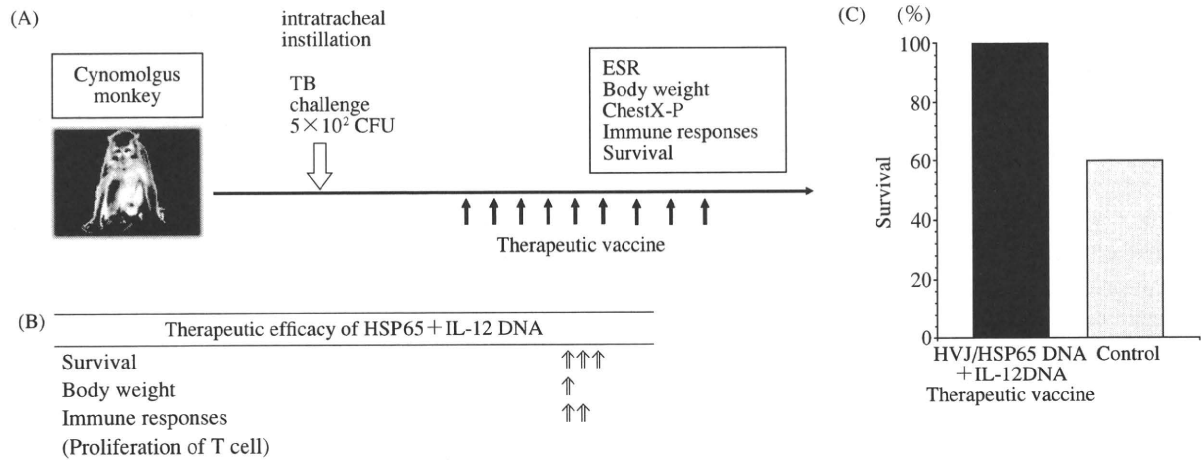 (A)
Cynomolgus
monkey
intratracheal
instillation
TB
challenge
5×10² CFU
ESR
Body weight
ChestX-P
Immune responses
Survival
Therapeutic vaccine
(B)
Therapeutic efficacy of HSP65+IL-12 DNA
Survival ⇑⇑⇑
Body weight ⇑
Immune responses ⇑⇑
(Proliferation of T cell)
(C) (%)
100
80
60
40
20
0
Survival
HVJ/HSP65 DNA Control
+IL-12DNA
Therapeutic vaccine